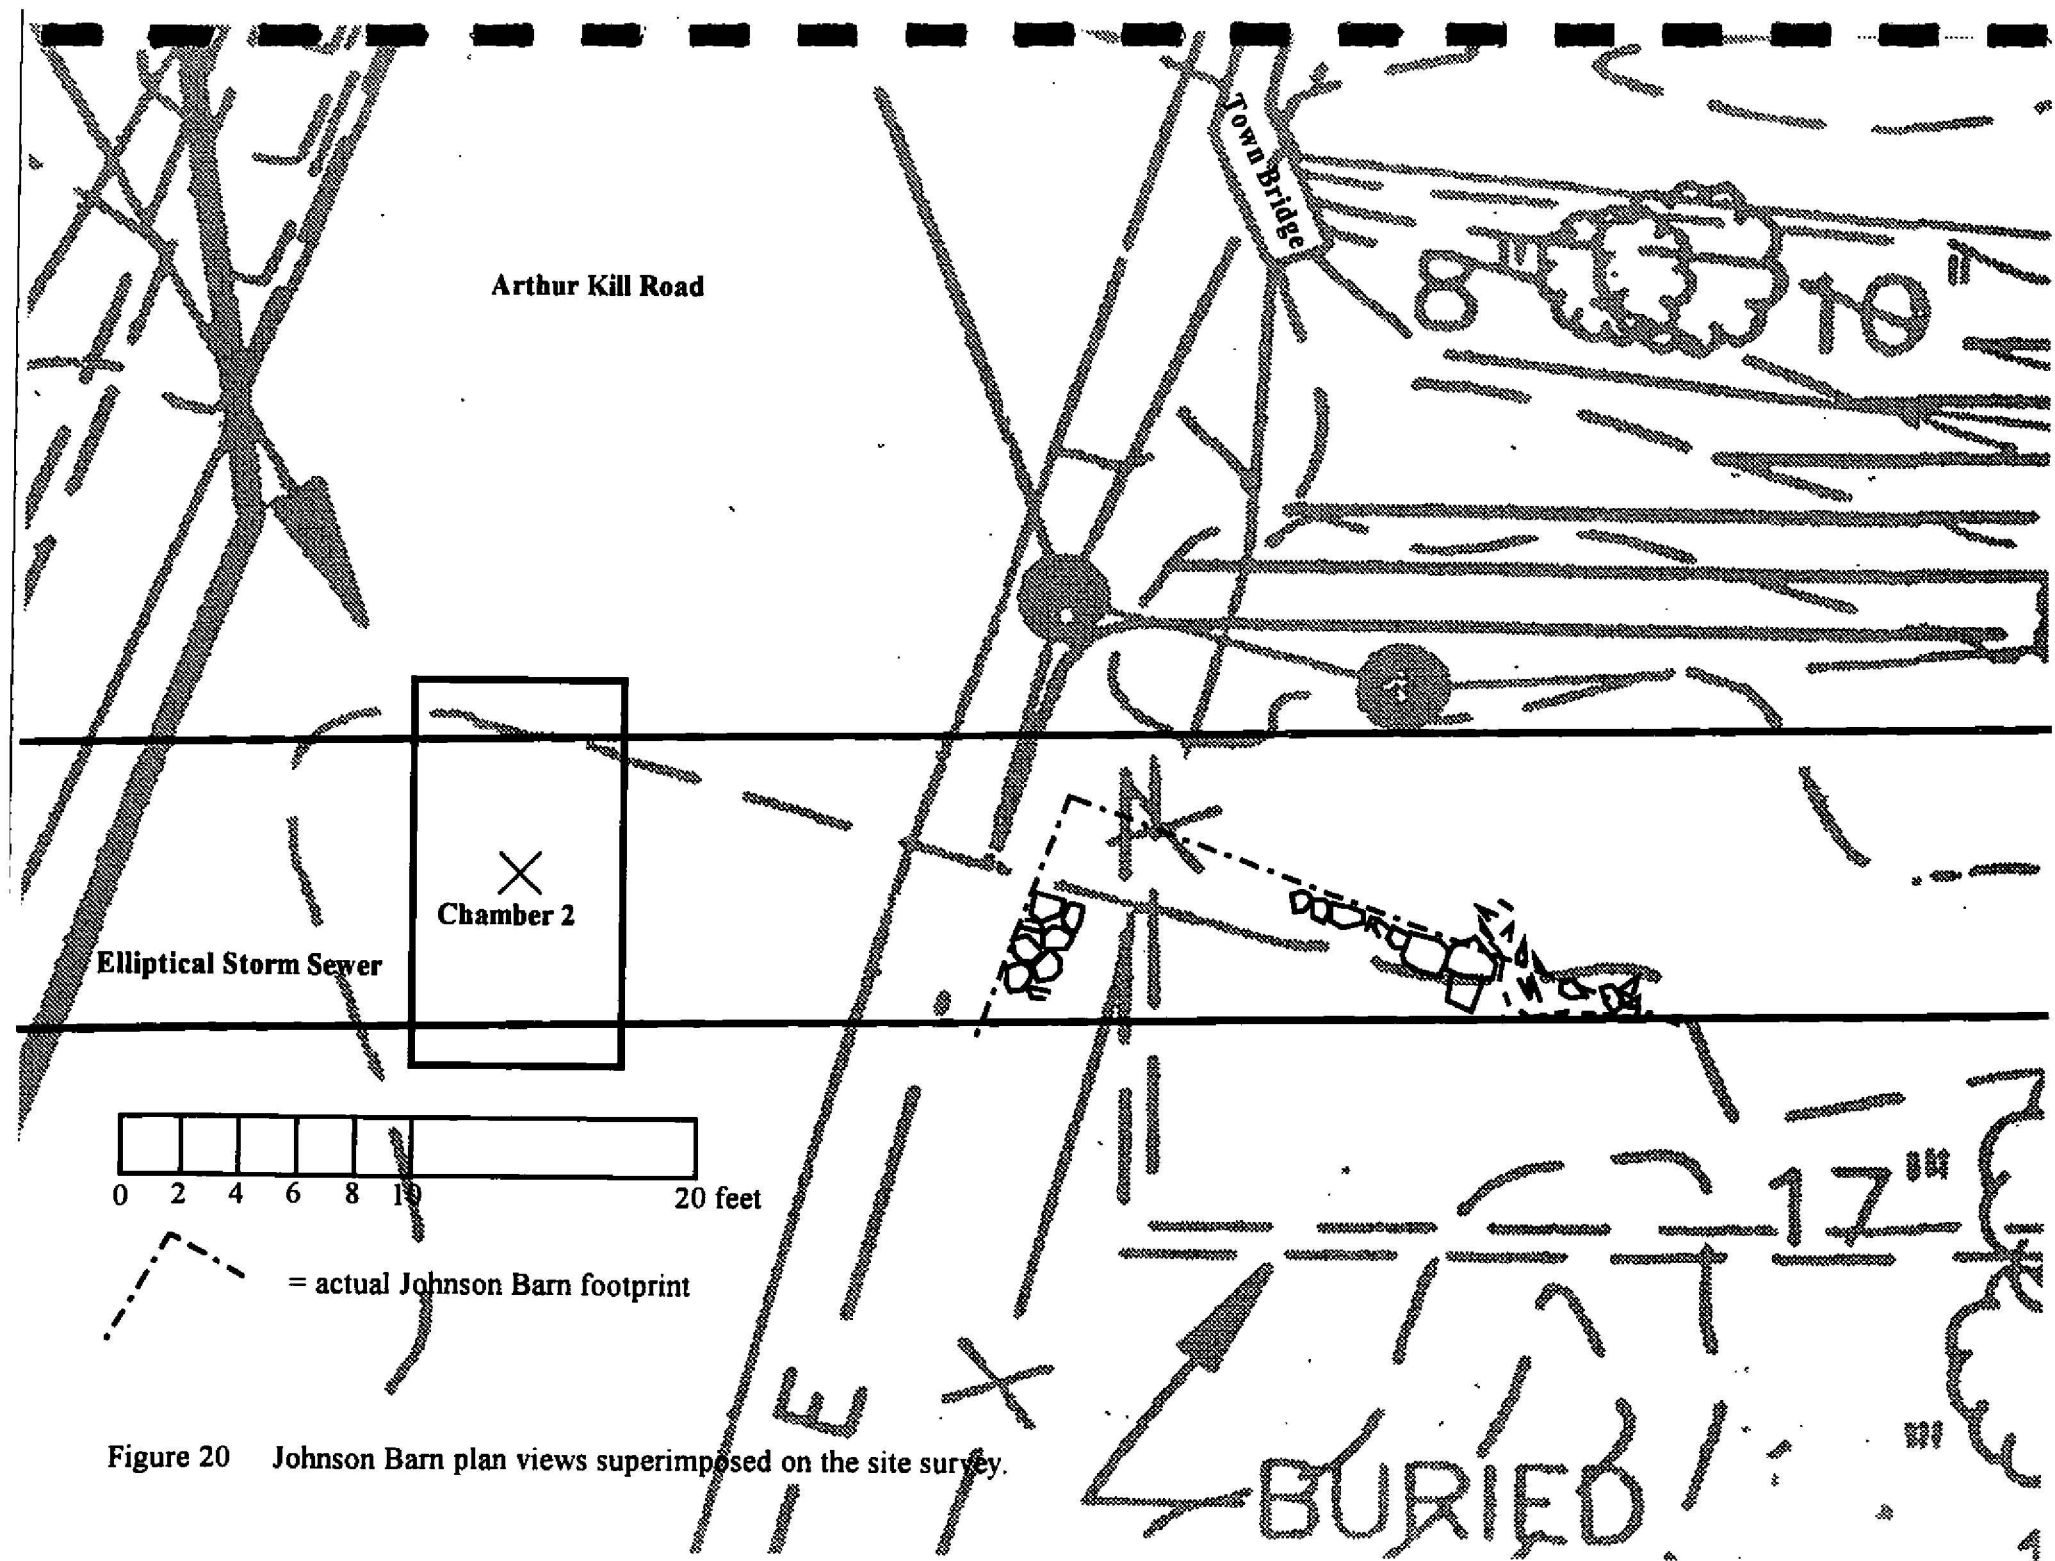 Town Bridge
Arthur Kill Road
8"
10"
N
Chamber 2
Elliptical Storm Sewer
0 2 4 6 8 10 20 feet
= actual Johnson Barn footprint
17"
E
Figure 20 Johnson Barn plan views superimposed on the site survey.
BURIED